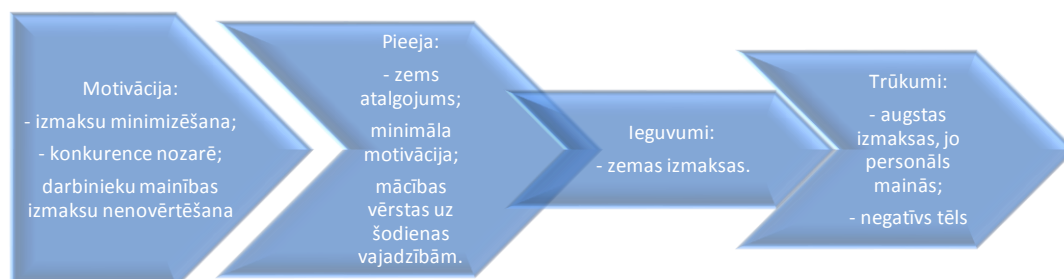 Motivācija:
- izmaksu minimizēšana;
- konkurence nozarē;
darbinieku mainības
izmaksu nenovērtēšana
Pieeja:
- zems
atalgojums;
minimāla
motivācija;
mācības
vērstas uz
šodienas
vajadzībām.
Ieguvumi:
- zemas izmaksas.
Trūkumi:
- augstas
izmaksas, jo
personāls
mainās;
- negatīvs tēls